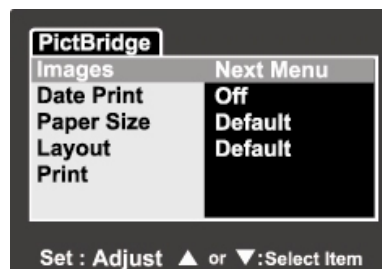 PictBridge
Images Next Menu
Date Print Off
Paper Size Default
Layout Default
Print
Set : Adjust ▲ or ▼:Select Item